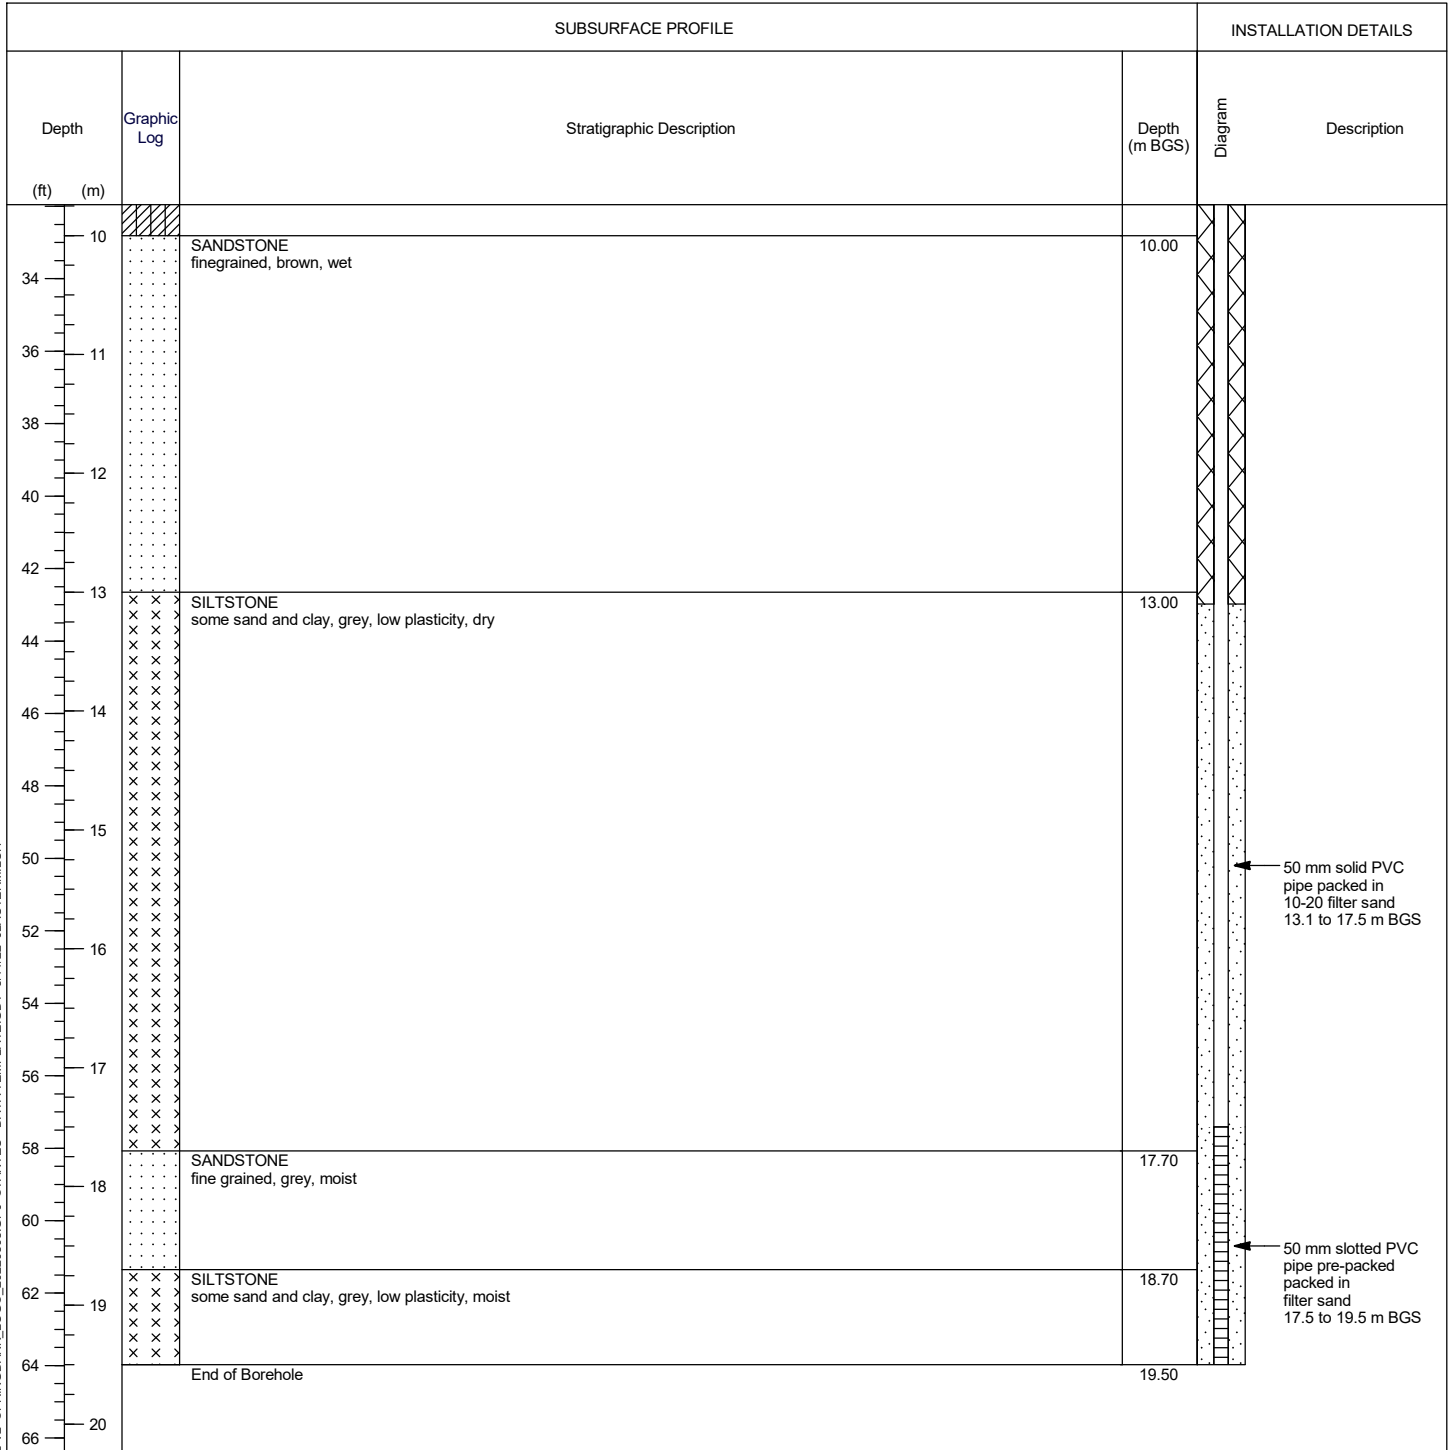 SUBSURFACE PROFILE
INSTALLATION DETAILS
Depth
Graphic
Log
Stratigraphic Description
Depth
(m BGS)
Diagram
Description
(ft) (m)
10
SANDSTONE
finegrained, brown, wet
10.00
34
36
11
38
12
40
42
13
SILTSTONE
some sand and clay, grey, low plasticity, dry
13.00
44
46
14
48
15
50
50 mm solid PVC
pipe packed in
10-20 filter sand
13.1 to 17.5 m BGS
52
16
54
17
56
58
SANDSTONE
fine grained, grey, moist
17.70
18
60
50 mm slotted PVC
pipe pre-packed
packed in
filter sand
17.5 to 19.5 m BGS
SILTSTONE
some sand and clay, grey, low plasticity, moist
18.70
62
19
64
End of Borehole
19.50
20
66